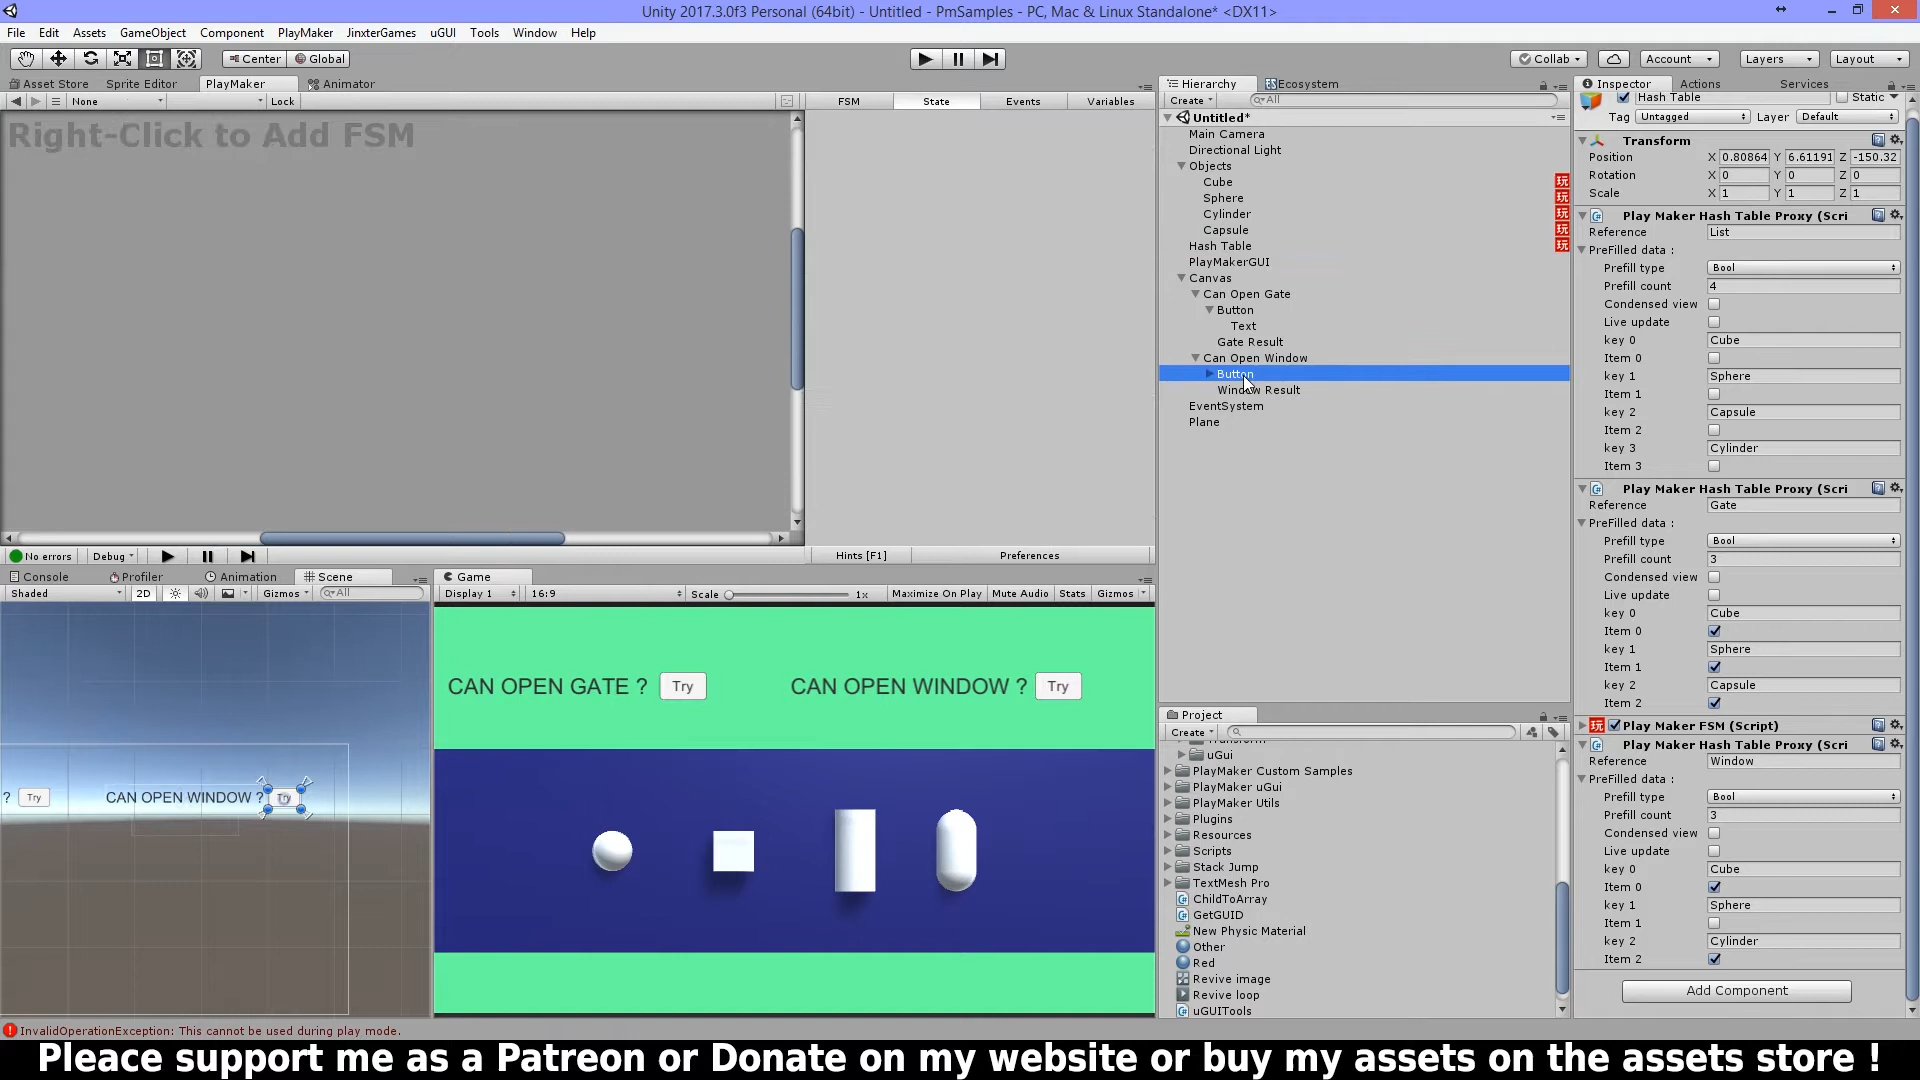 Unity 2017.3.0f3 Personal (64bit) - Untitled - PmSamples - PC, Mac & Linux Standalone* <DX11>
File Edit Assets GameObject Component PlayMaker JinxterGames uGUI Tools Window Help
Center Global Collab Account Layers Layout
Asset Store Sprite Editor PlayMaker Animator
None Lock
Right-Click to Add FSM
No errors Debug
FSM State Events Variables
Hints [F1] Preferences
Console Profiler Animation Scene
Shaded 2D Gizmos All
? Try CAN OPEN WINDOW ? Try
Game
Display 1 16:9 Scale 1x Maximize On Play Mute Audio Stats Gizmos
CAN OPEN GATE ? Try CAN OPEN WINDOW ? Try
Hierarchy Ecosystem
Create All
Untitled*
Main Camera
Directional Light
Objects
Cube 玩
Sphere 玩
Cylinder 玩
Capsule 玩
Hash Table 玩
PlayMakerGUI
Canvas
Can Open Gate
Button
Text
Gate Result
Can Open Window
Button
Window Result
EventSystem
Plane
Project
Create
uGui
PlayMaker Custom Samples
PlayMaker uGui
PlayMaker Utils
Plugins
Resources
Scripts
Stack Jump
TextMesh Pro
ChildToArray
GetGUID
New Physic Material
Other
Red
Revive image
Revive loop
uGUITools
Inspector Actions Services
Hash Table Static
Tag Untagged Layer Default
Transform
Position X 0.80864 Y 6.61191 Z -150.32
Rotation X 0 Y 0 Z 0
Scale X 1 Y 1 Z 1
Play Maker Hash Table Proxy (Scri
Reference List
PreFilled data :
Prefill type Bool
Prefill count 4
Condensed view
Live update
key 0 Cube
Item 0
key 1 Sphere
Item 1
key 2 Capsule
Item 2
key 3 Cylinder
Item 3
Play Maker Hash Table Proxy (Scri
Reference Gate
PreFilled data :
Prefill type Bool
Prefill count 3
Condensed view
Live update
key 0 Cube
Item 0
key 1 Sphere
Item 1
key 2 Capsule
Item 2
玩 Play Maker FSM (Script)
Play Maker Hash Table Proxy (Scri
Reference Window
PreFilled data :
Prefill type Bool
Prefill count 3
Condensed view
Live update
key 0 Cube
Item 0
key 1 Sphere
Item 1
key 2 Cylinder
Item 2
Add Component
InvalidOperationException: This cannot be used during play mode.
Pleace support me as a Patreon or Donate on my website or buy my assets on the assets store !